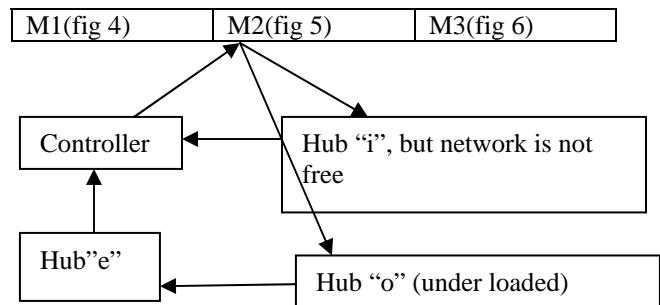 M1(fig 4) M2(fig 5) M3(fig 6)
Controller
Hub “i”, but network is not
free
Hub”e”
Hub “o” (under loaded)